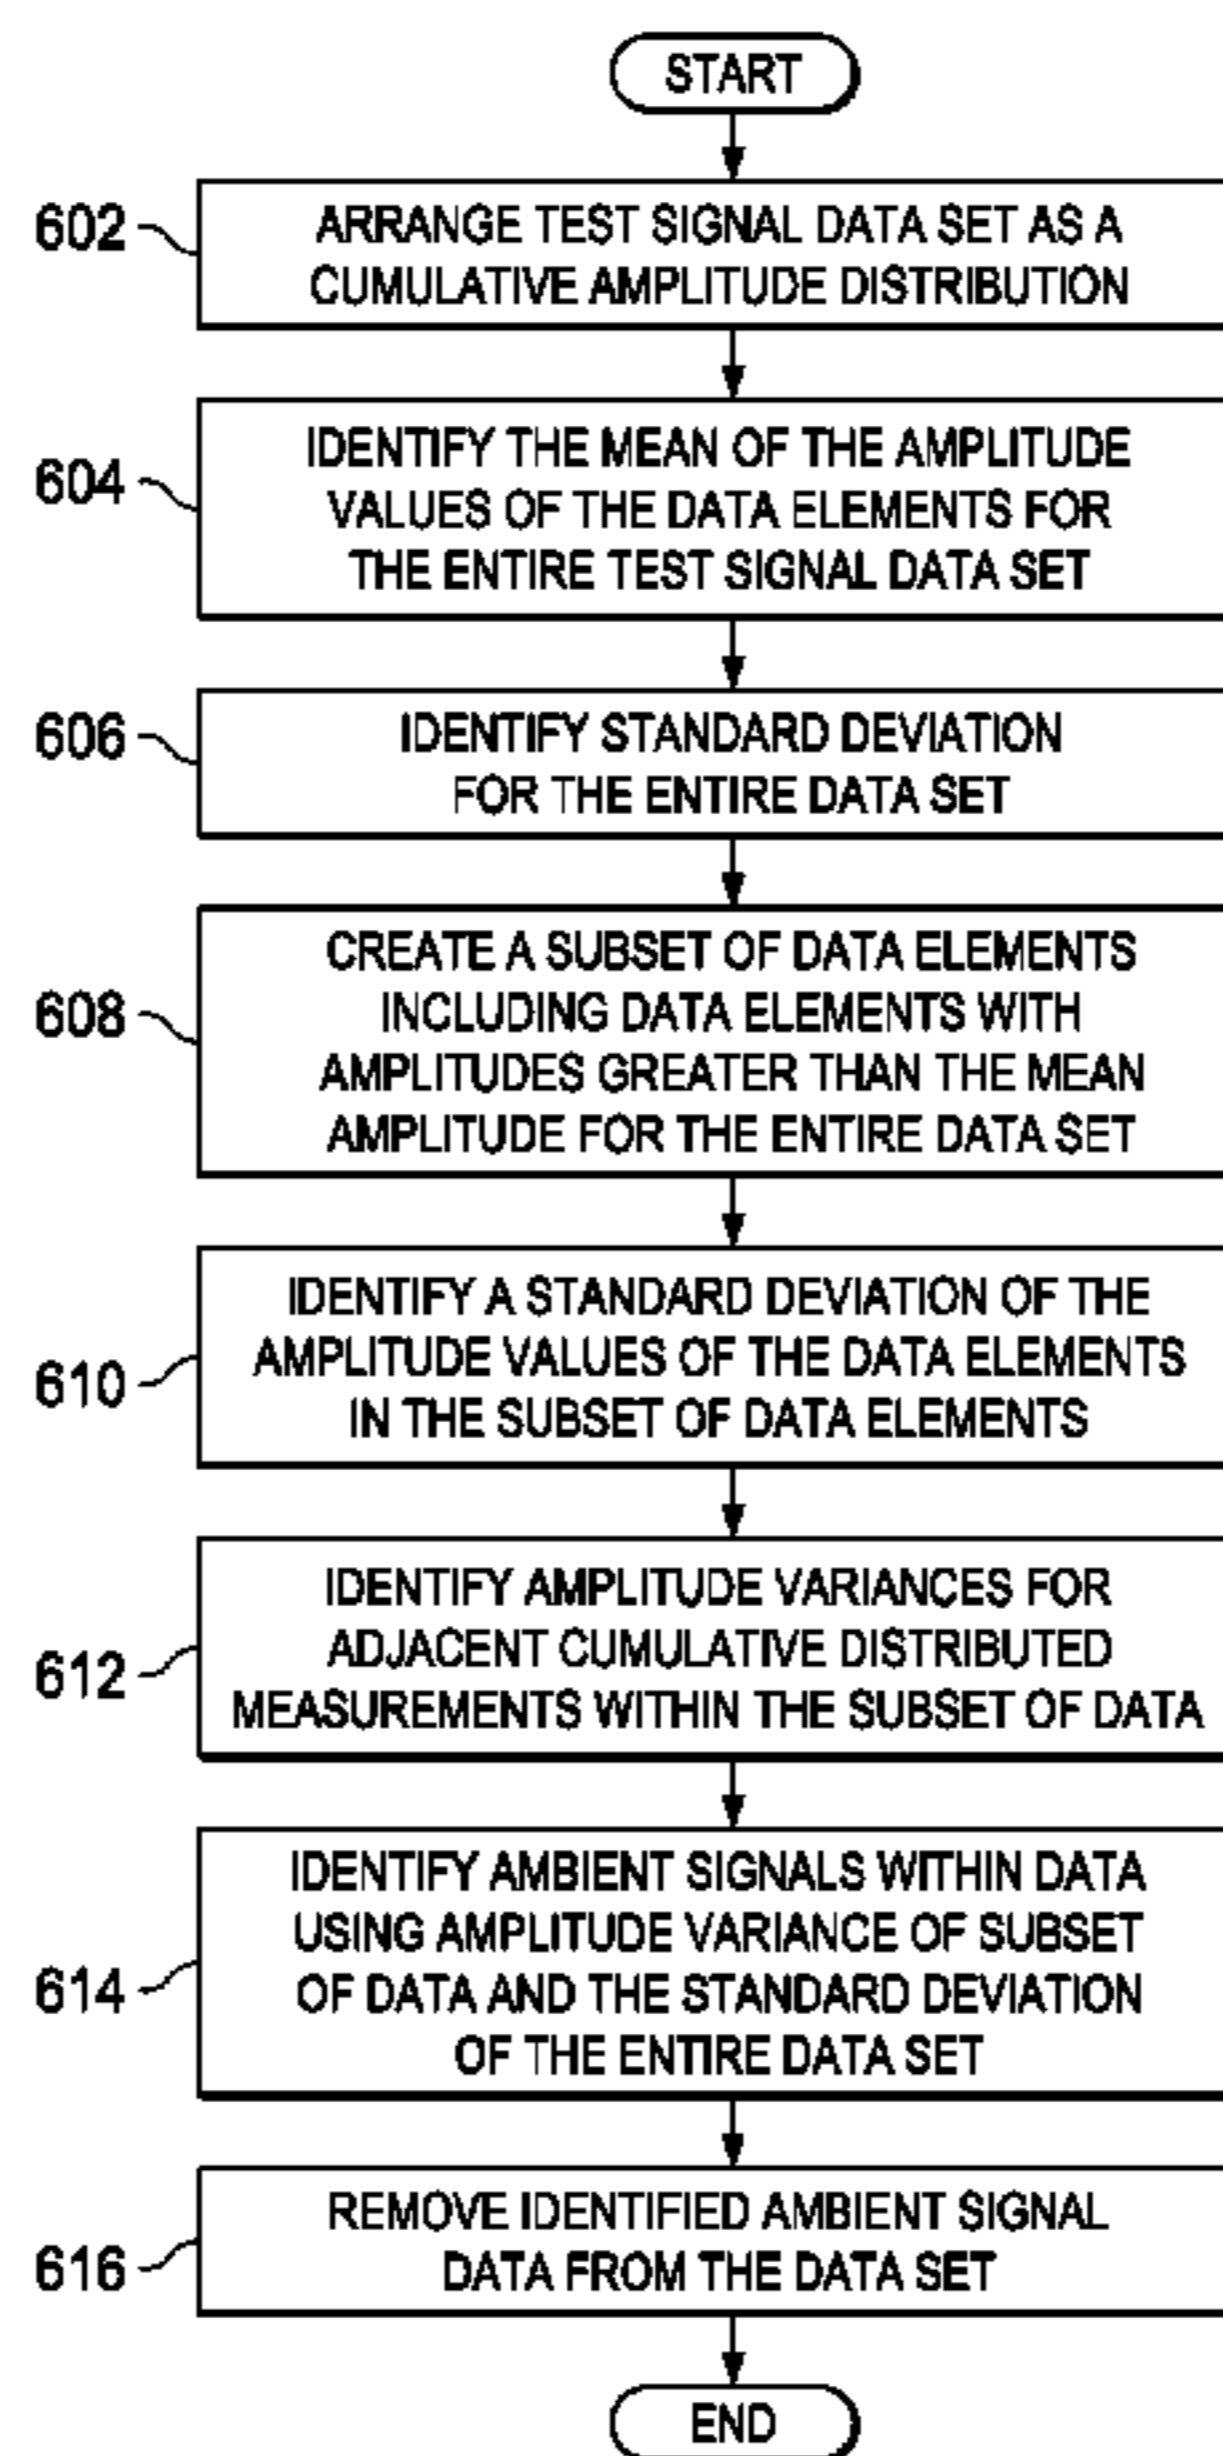 START
602
ARRANGE TEST SIGNAL DATA SET AS A
CUMULATIVE AMPLITUDE DISTRIBUTION
604
IDENTIFY THE MEAN OF THE AMPLITUDE
VALUES OF THE DATA ELEMENTS FOR
THE ENTIRE TEST SIGNAL DATA SET
606
IDENTIFY STANDARD DEVIATION
FOR THE ENTIRE DATA SET
608
CREATE A SUBSET OF DATA ELEMENTS
INCLUDING DATA ELEMENTS WITH
AMPLITUDES GREATER THAN THE MEAN
AMPLITUDE FOR THE ENTIRE DATA SET
610
IDENTIFY A STANDARD DEVIATION OF THE
AMPLITUDE VALUES OF THE DATA ELEMENTS
IN THE SUBSET OF DATA ELEMENTS
612
IDENTIFY AMPLITUDE VARIANCES FOR
ADJACENT CUMULATIVE DISTRIBUTED
MEASUREMENTS WITHIN THE SUBSET OF DATA
614
IDENTIFY AMBIENT SIGNALS WITHIN DATA
USING AMPLITUDE VARIANCE OF SUBSET
OF DATA AND THE STANDARD DEVIATION
OF THE ENTIRE DATA SET
616
REMOVE IDENTIFIED AMBIENT SIGNAL
DATA FROM THE DATA SET
END